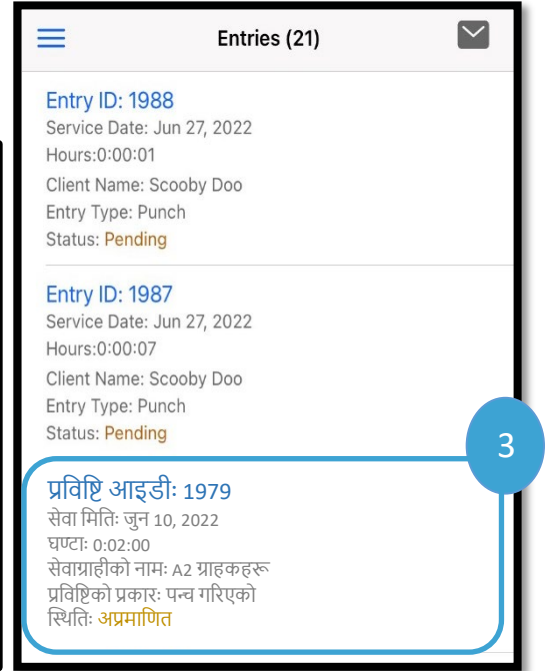 Entries (21)
Entry ID: 1988
Service Date: Jun 27, 2022
Hours:0:00:01
Client Name: Scooby Doo
Entry Type: Punch
Status: Pending
Entry ID: 1987
Service Date: Jun 27, 2022
Hours:0:00:07
Client Name: Scooby Doo
Entry Type: Punch
Status: Pending
3
प्रविष्टि आइडीः 1979
सेवा मितिः जुन 10, 2022
घण्टाः 0:02:00
सेवाग्राहीको नामः A2 ग्राहकहरू
प्रविष्टिको प्रकारः पन्च गरिएको
स्थितिः अप्रमाणित